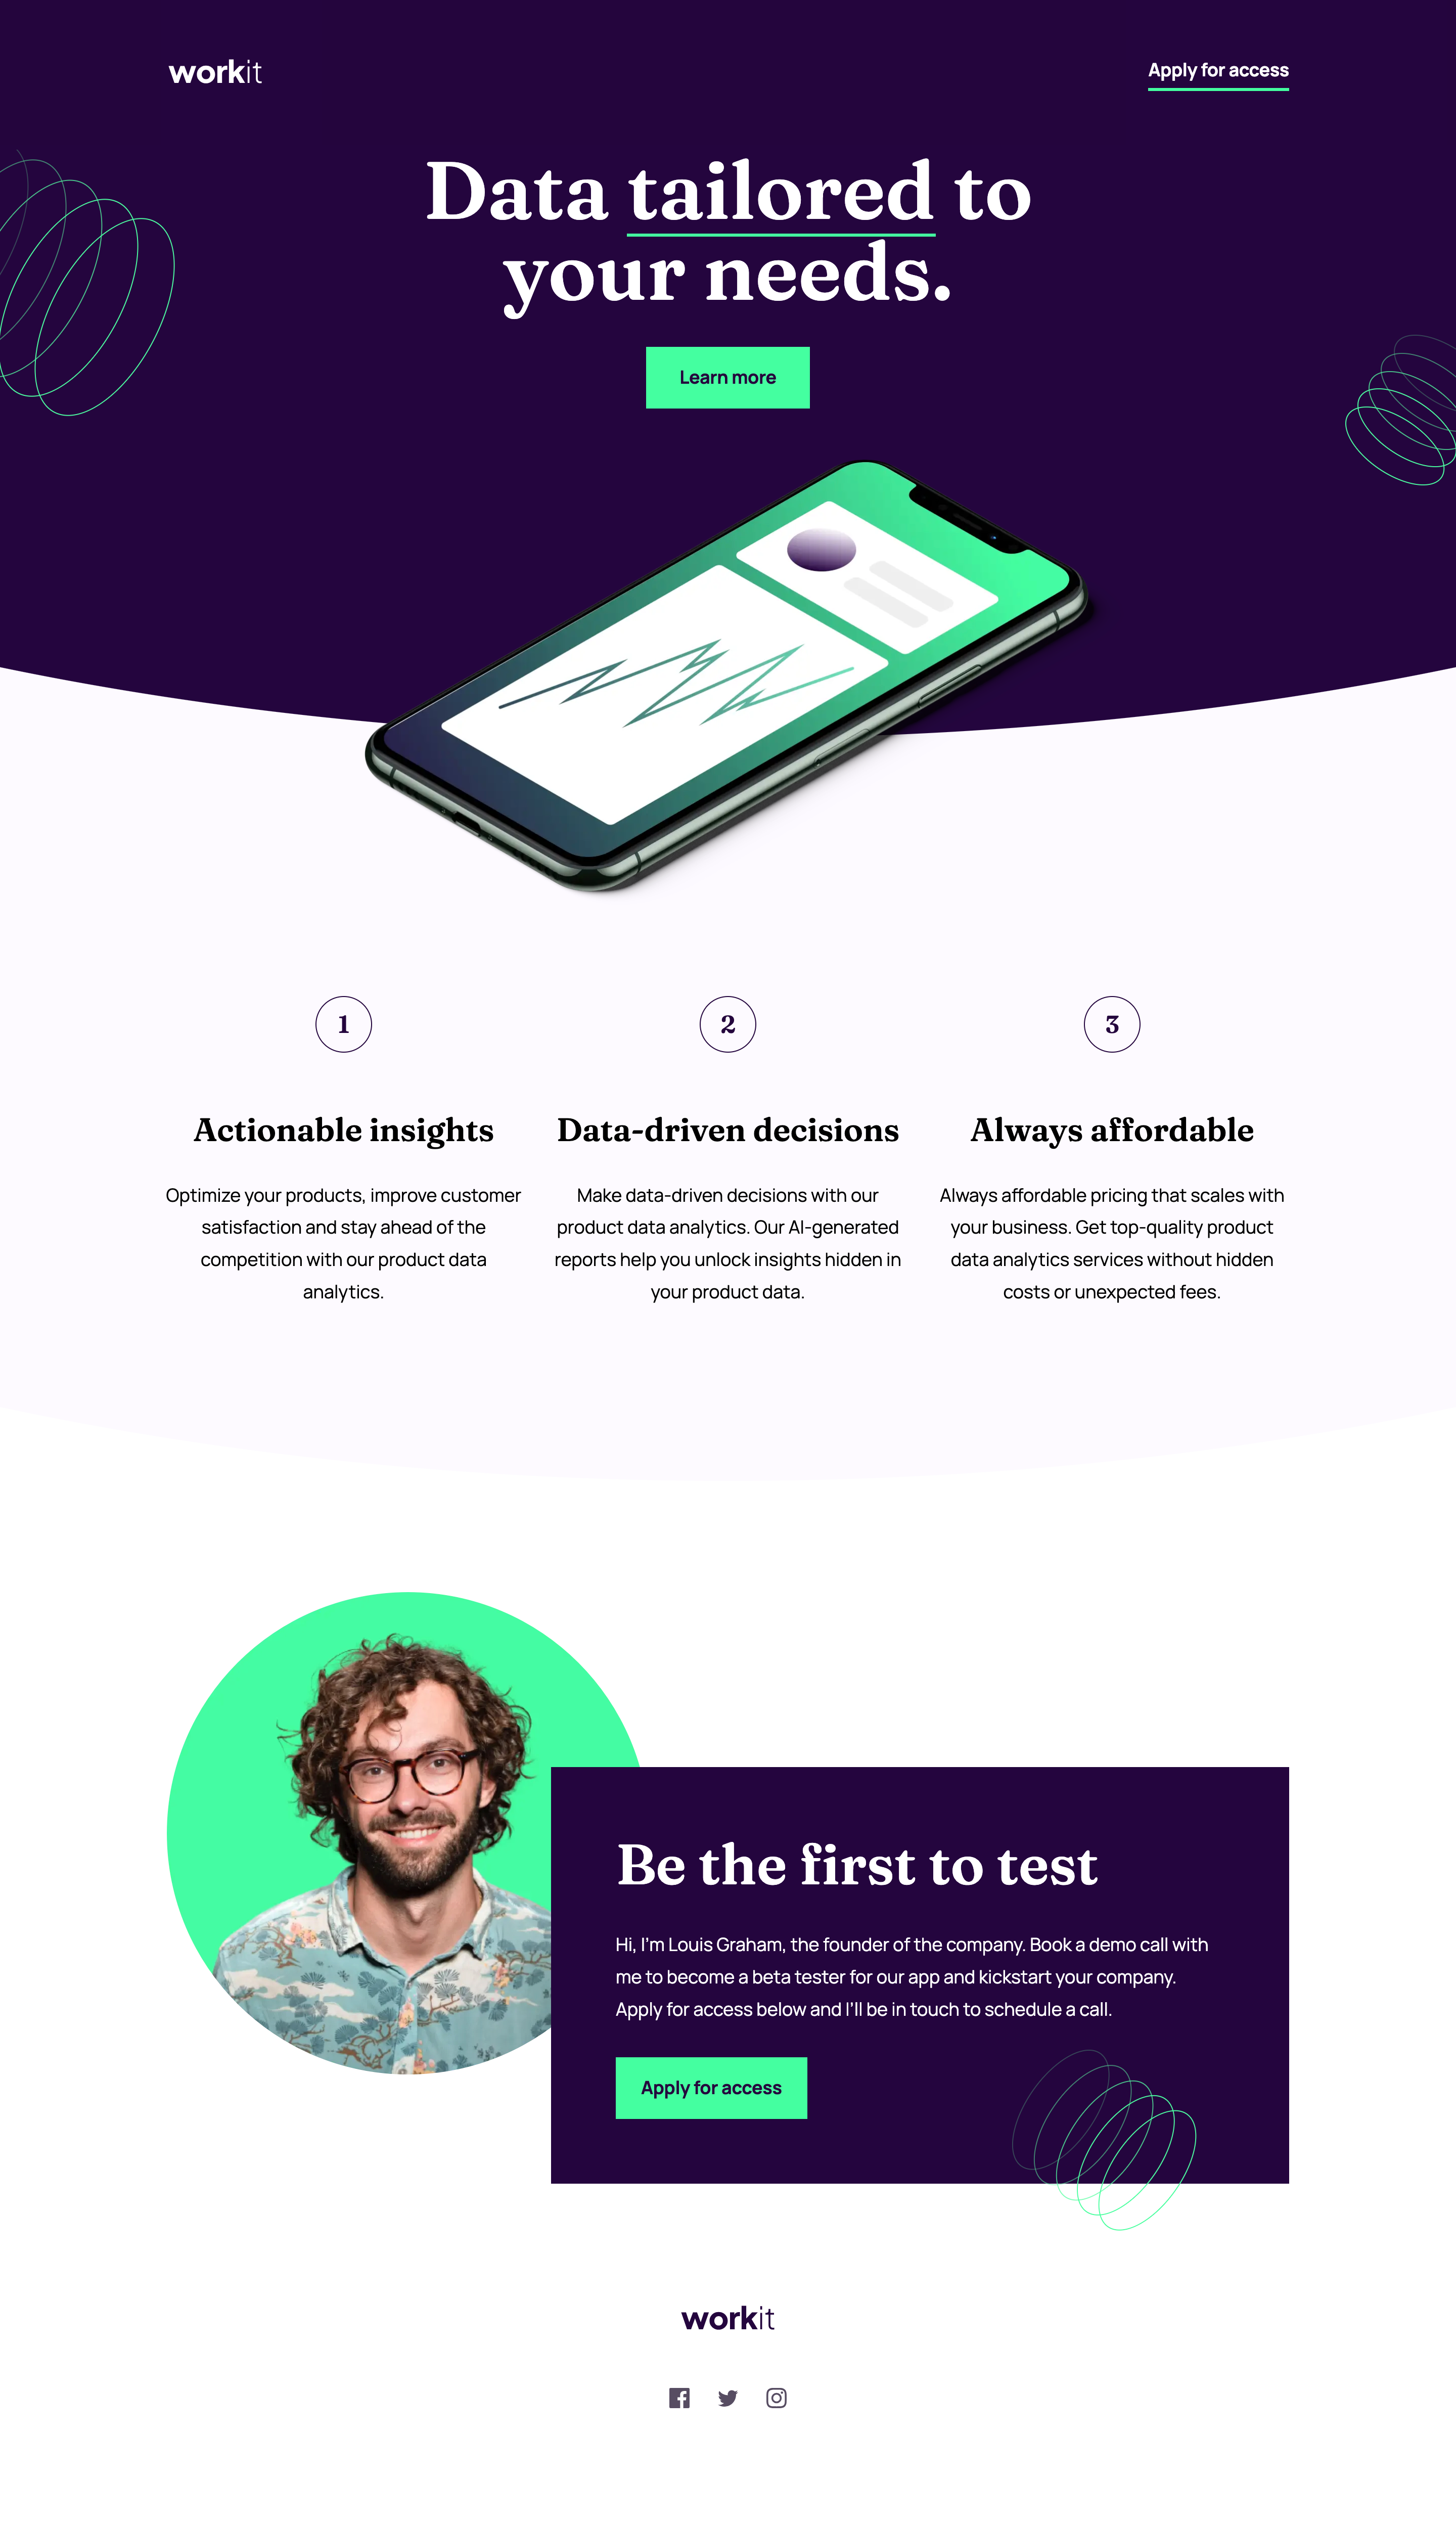 workit
Apply for access
Data tailored to
your needs.
Learn more
1
Actionable insights
Optimize your products, improve customer
satisfaction and stay ahead of the
competition with our product data
analytics.
2
Data-driven decisions
Make data-driven decisions with our
product data analytics. Our AI-generated
reports help you unlock insights hidden in
your product data.
3
Always affordable
Always affordable pricing that scales with
your business. Get top-quality product
data analytics services without hidden
costs or unexpected fees.
Be the first to test
Hi, I'm Louis Graham, the founder of the company. Book a demo call with
me to become a beta tester for our app and kickstart your company.
Apply for access below and I'll be in touch to schedule a call.
Apply for access
workit